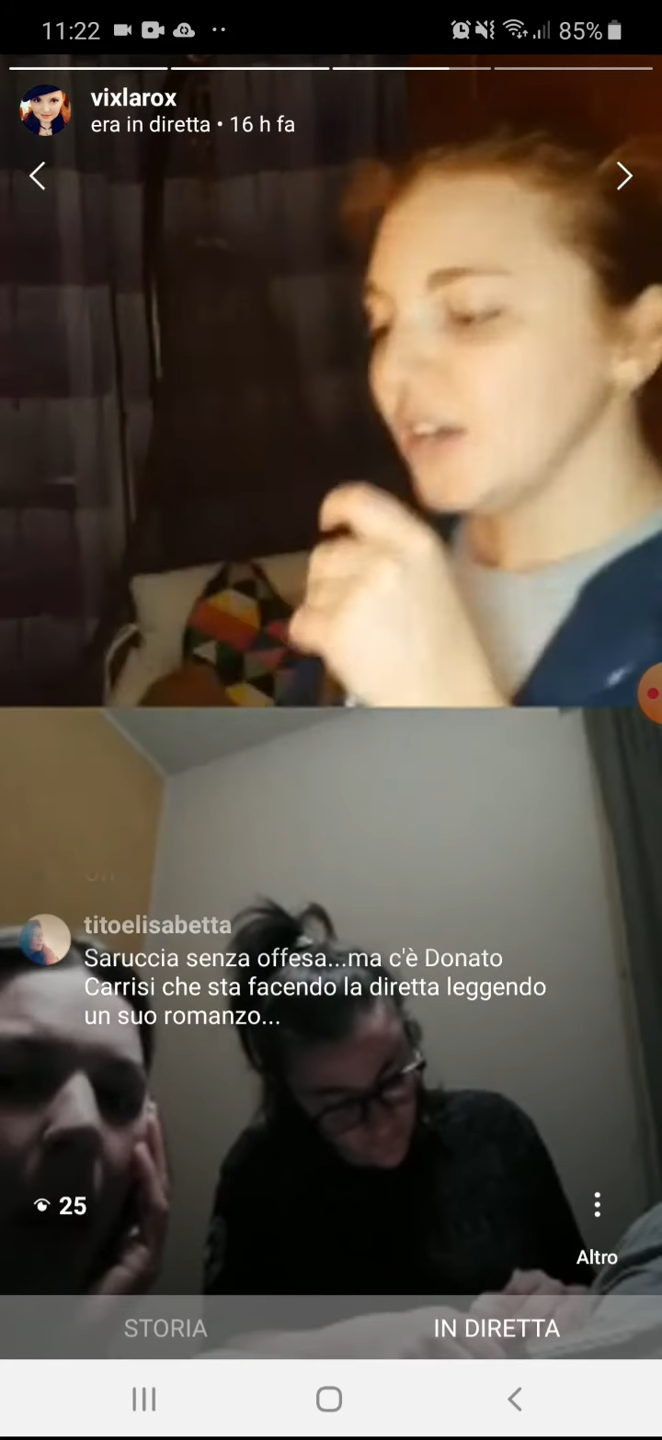 11:22
85%
vixlarox
era in diretta • 16 h fa
titoelisabetta
Saruccia senza offesa...ma c'è Donato
Carrisi che sta facendo la diretta leggendo
un suo romanzo...
25
Altro
STORIA
IN DIRETTA